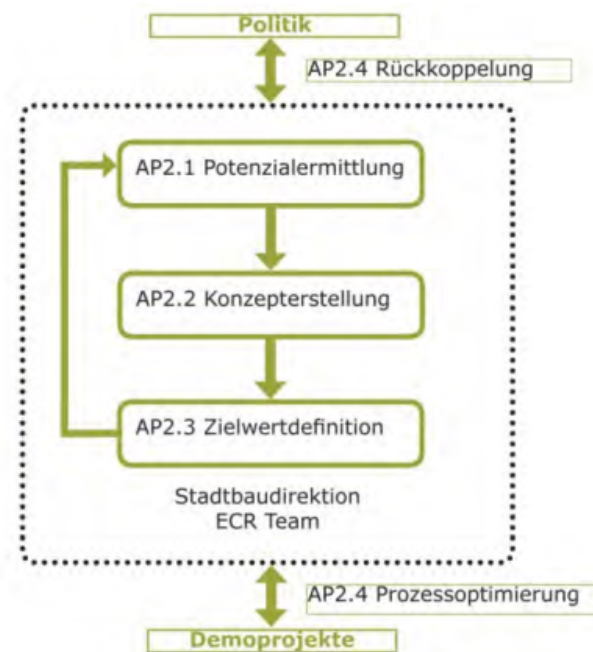 Politik
AP2.4 Rückkoppelung
AP2.1 Potenzialermittlung
AP2.2 Konzepterstellung
AP2.3 Zielwertdefinition
Stadtbaudirektion
ECR Team
AP2.4 Prozessoptimierung
Demoprojekte